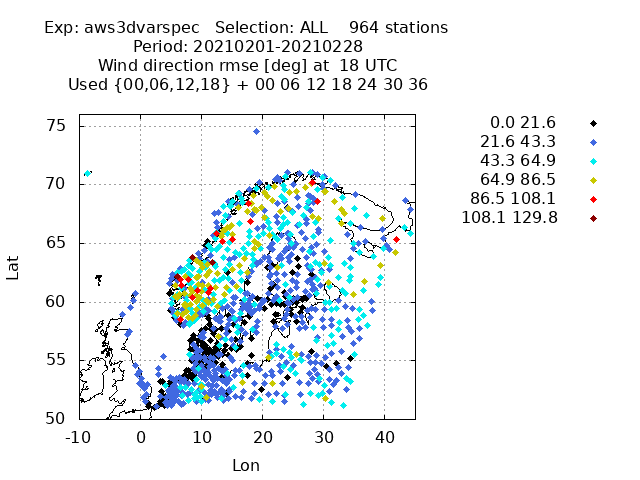 Exp: aws3dvarspec   Selection: ALL    964 stations
Period: 20210201-20210228
Wind direction rmse [deg] at  18 UTC
Used {00,06,12,18} + 00 06 12 18 24 30 36
0.0 21.6
21.6 43.3
43.3 64.9
64.9 86.5
86.5 108.1
108.1 129.8
Lat
75
70
65
60
55
50
-10 0 10 20 30 40
Lon